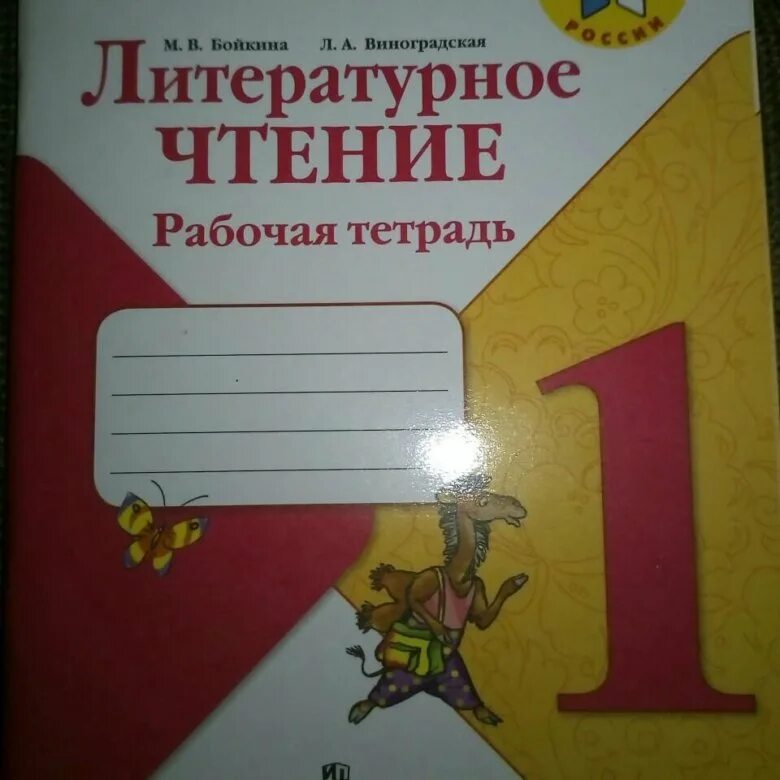 РОССИИ
М. В. Бойкина Л. А. Виноградская
Литературное
ЧТЕНИЕ
Рабочая тетрадь
1